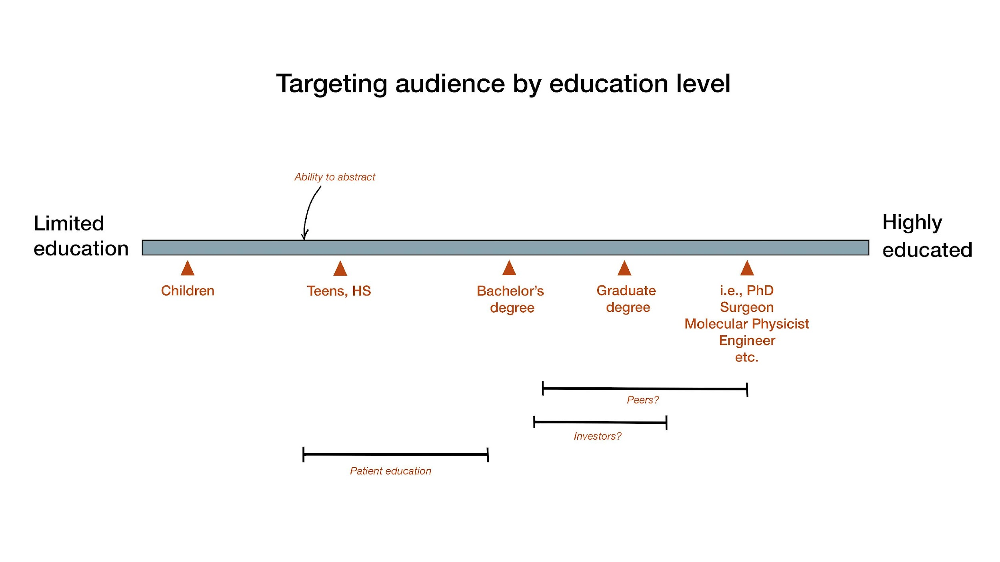 Targeting audience by education level
Ability to abstract
Limited
education
Highly
educated
Children
Teens, HS
Bachelor’s
degree
Graduate
degree
i.e., PhD
Surgeon
Molecular Physicist
Engineer
etc.
Peers?
Investors?
Patient education